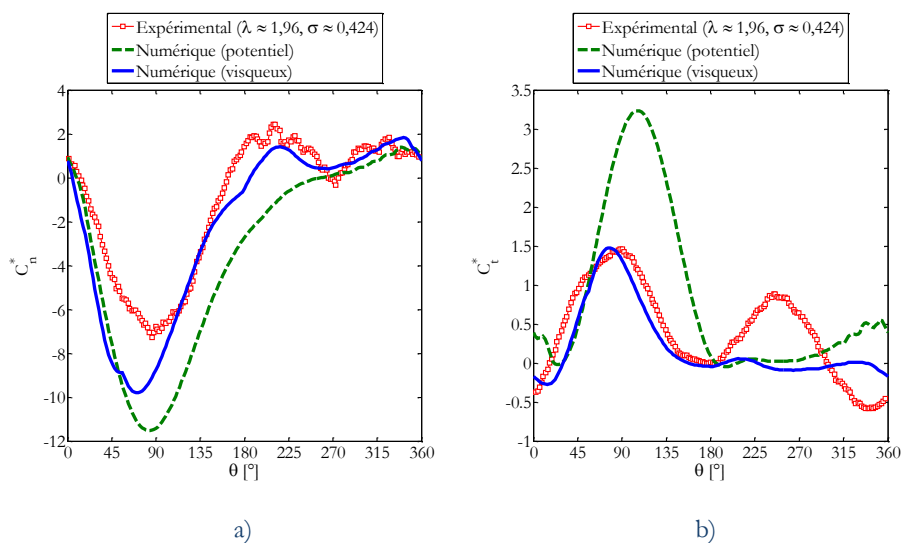 Expérimental (λ ≈ 1,96, σ ≈ 0,424)
Numérique (potentiel)
Numérique (visqueux)
4
2
0
-2
-4
-6
-8
-10
-12
C*n
0 45 90 135 180 225 270 315 360
θ [°]
a)
Expérimental (λ ≈ 1,96, σ ≈ 0,424)
Numérique (potentiel)
Numérique (visqueux)
3.5
3
2.5
2
1.5
1
0.5
0
-0.5
-1
C*t
0 45 90 135 180 225 270 315 360
θ [°]
b)